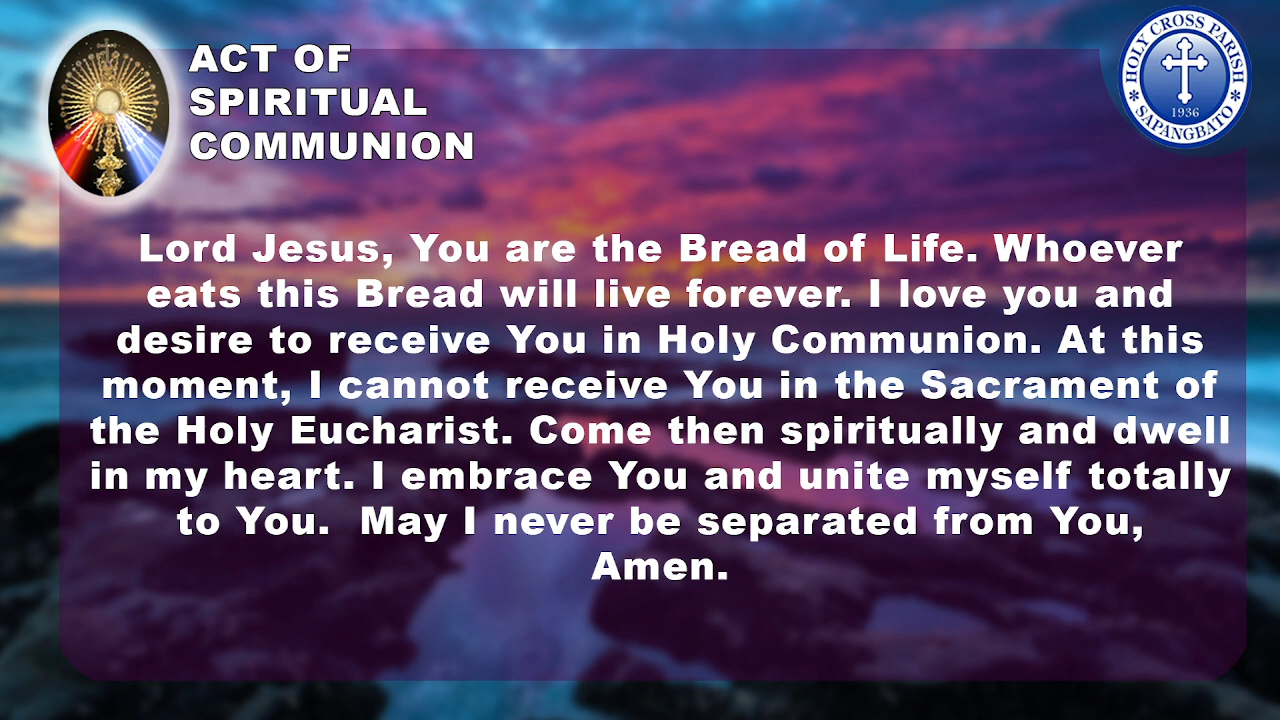 ACT OF
SPIRITUAL
COMMUNION
HOLY CROSS PARISH
1936
SAPANGBATO
Lord Jesus, You are the Bread of Life. Whoever
eats this Bread will live forever. I love you and
desire to receive You in Holy Communion. At this
moment, I cannot receive You in the Sacrament of
the Holy Eucharist. Come then spiritually and dwell
in my heart. I embrace You and unite myself totally
to You.  May I never be separated from You,
Amen.